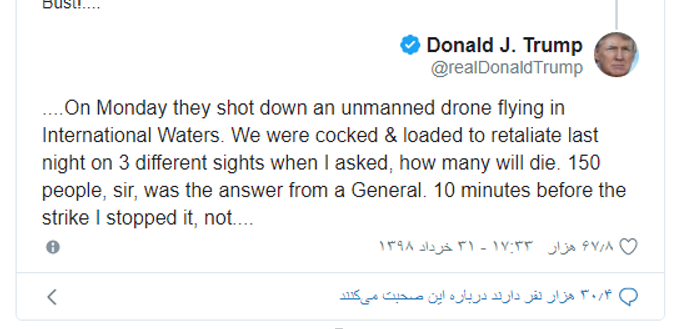 Bust!....
Donald J. Trump
@realDonaldTrump
....On Monday they shot down an unmanned drone flying in
International Waters. We were cocked & loaded to retaliate last
night on 3 different sights when I asked, how many will die. 150
people, sir, was the answer from a General. 10 minutes before the
strike I stopped it, not....
۶۷٫۸ هزار ۱۷:۳۳ - ۳۱ خرداد ۱۳۹۸
۳۰٫۴ هزار نفر دارند درباره این صحبت می‌کنند